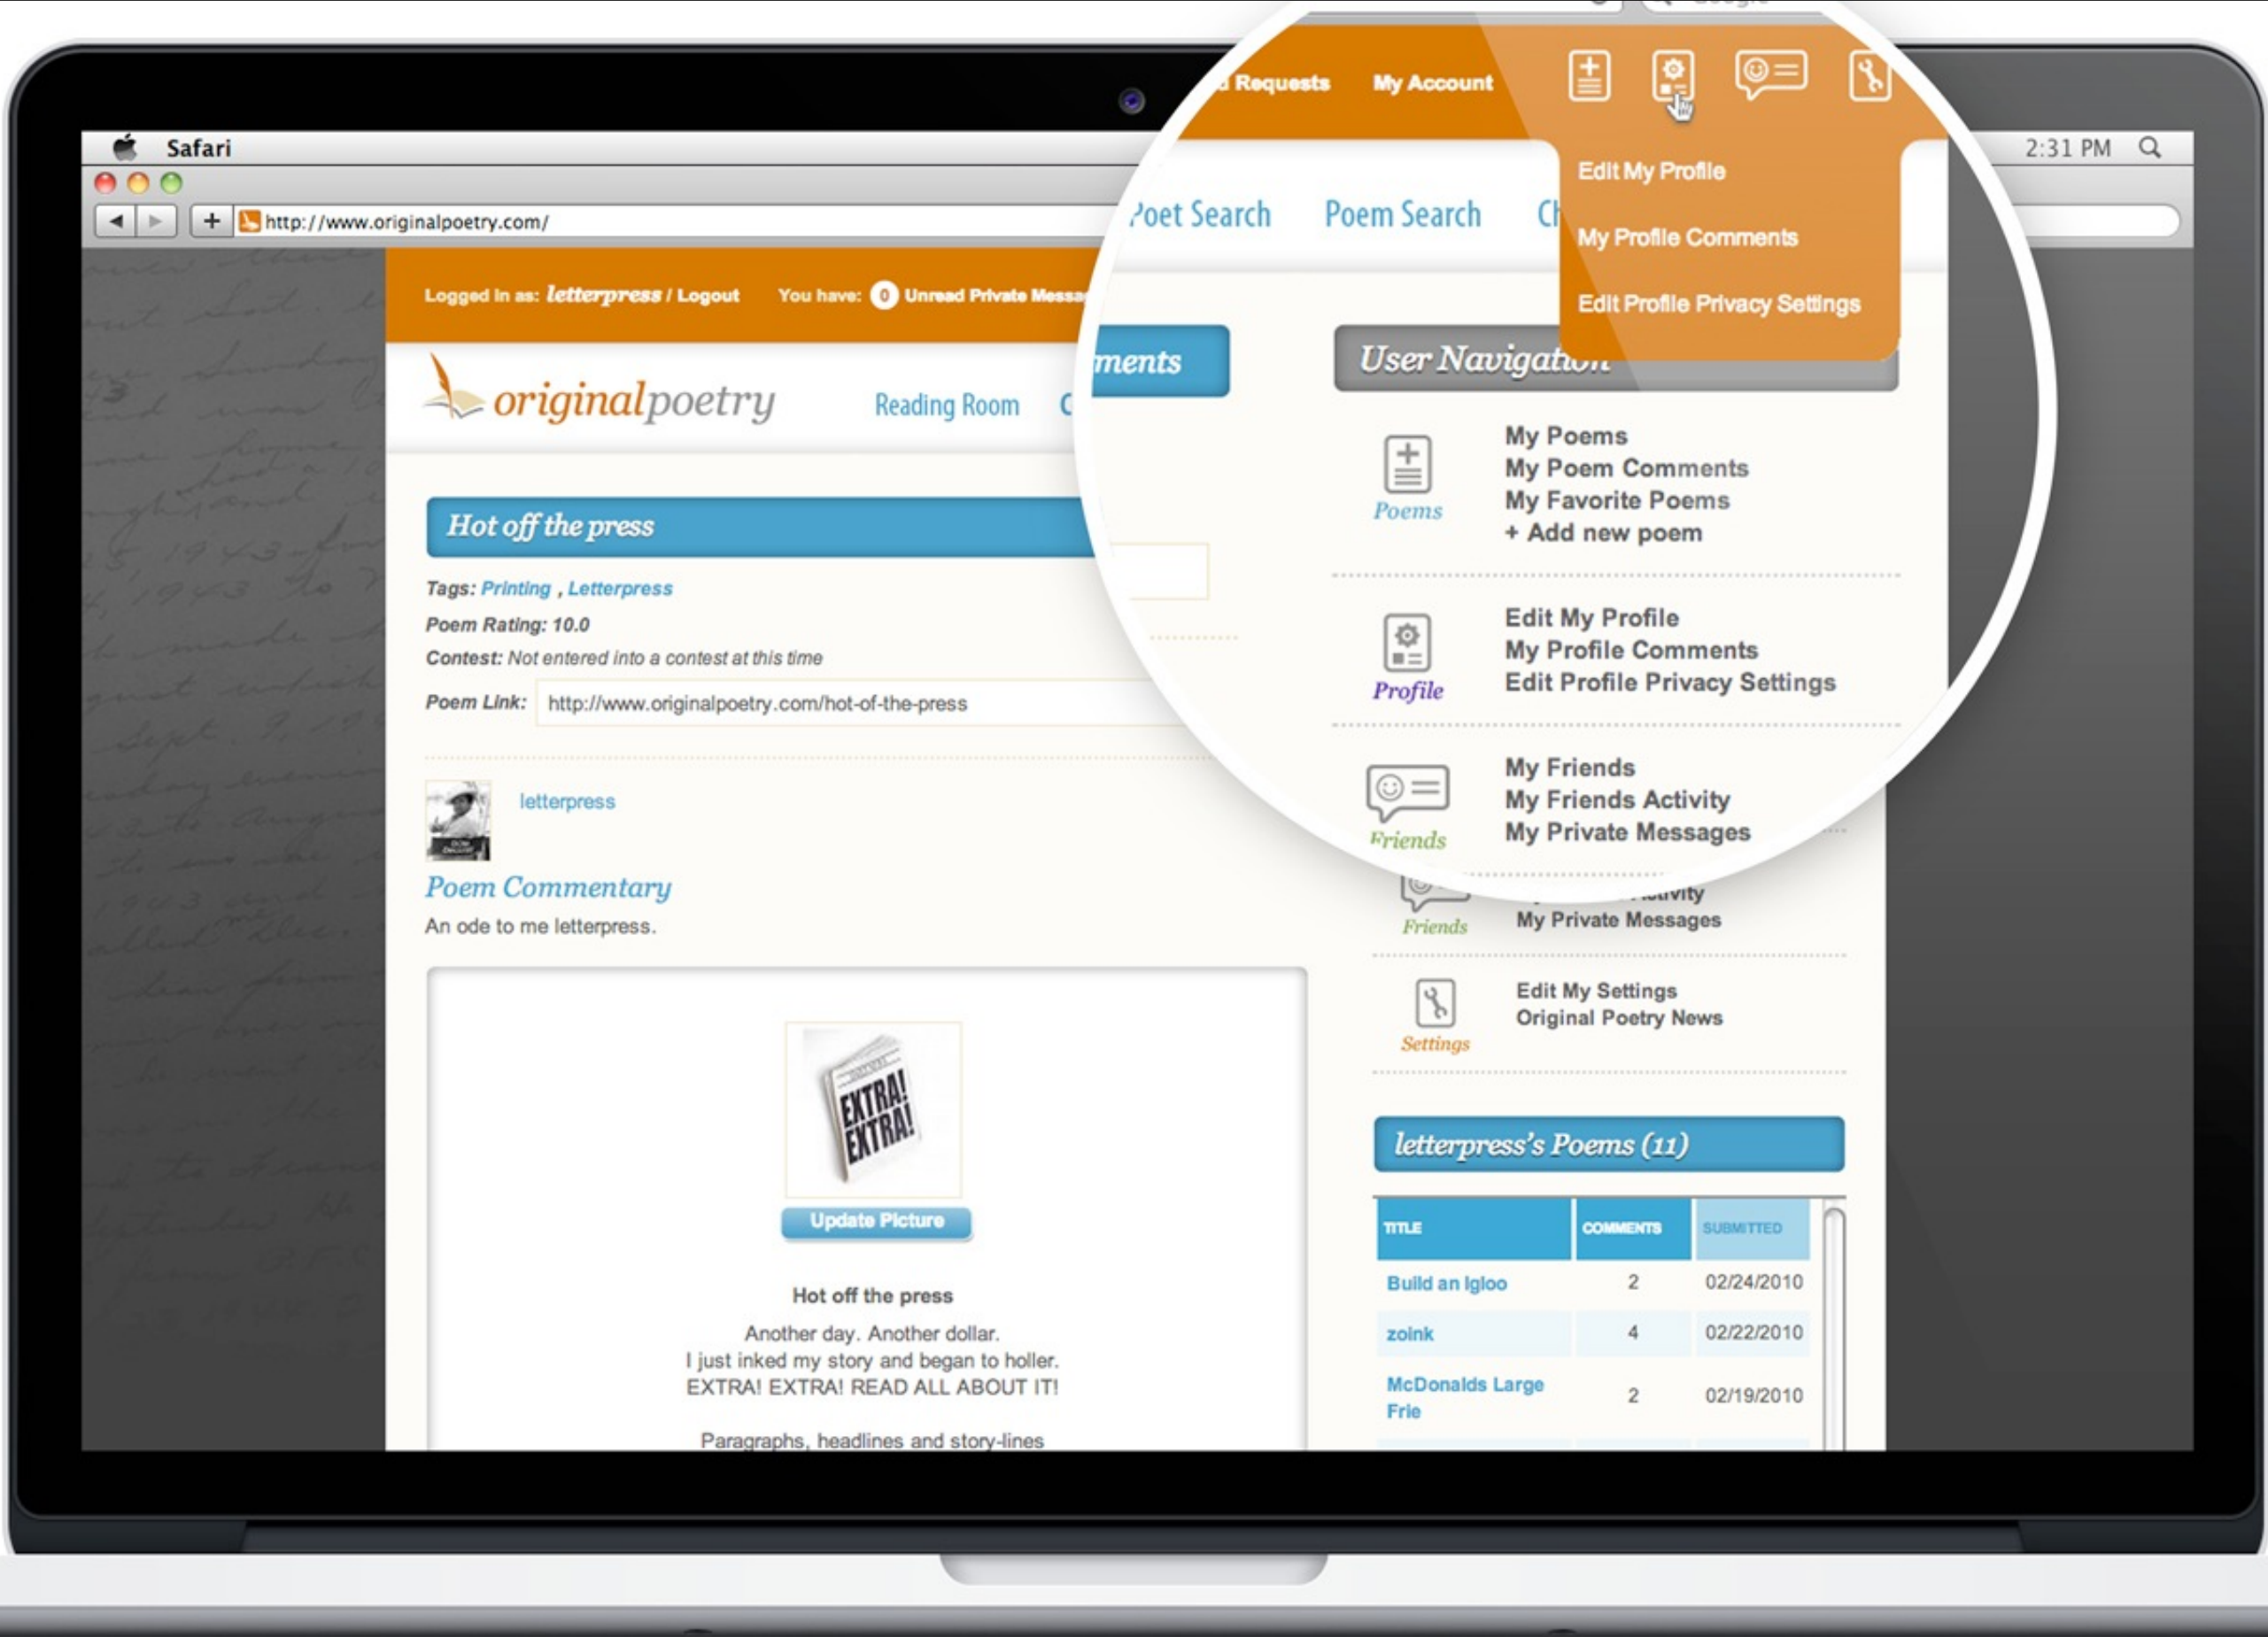 Safari
2:31 PM
http://www.originalpoetry.com/
Logged in as: letterpress / Logout
You have: 0 Unread Private
originalpoetry
Reading Room
Hot off the press
Tags: Printing , Letterpress
Poem Rating: 10.0
Contest: Not entered into a contest at this time
Poem Link: http://www.originalpoetry.com/hot-of-the-press
letterpress
Poem Commentary
An ode to me letterpress.
EXTRA!
EXTRA!
Update Picture
Hot off the press
Another day. Another dollar.
I just inked my story and began to holler.
EXTRA! EXTRA! READ ALL ABOUT IT!
Paragraphs, headlines and story-lines
Requests
My Account
Edit My Profile
My Profile Comments
Edit Profile Privacy Settings
Poet Search
Poem Search
User
Poems
My Poems
My Poem Comments
My Favorite Poems
+ Add new poem
Profile
Edit My Profile
My Profile Comments
Edit Profile Privacy Settings
Friends
My Friends
My Friends Activity
My Private Messages
Friends
My Private Messages
Settings
Edit My Settings
Original Poetry News
letterpress's Poems (11)
TITLE COMMENTS SUBMITTED
Build an Igloo 2 02/24/2010
zoink 4 02/22/2010
McDonalds Large
Frie 2 02/19/2010